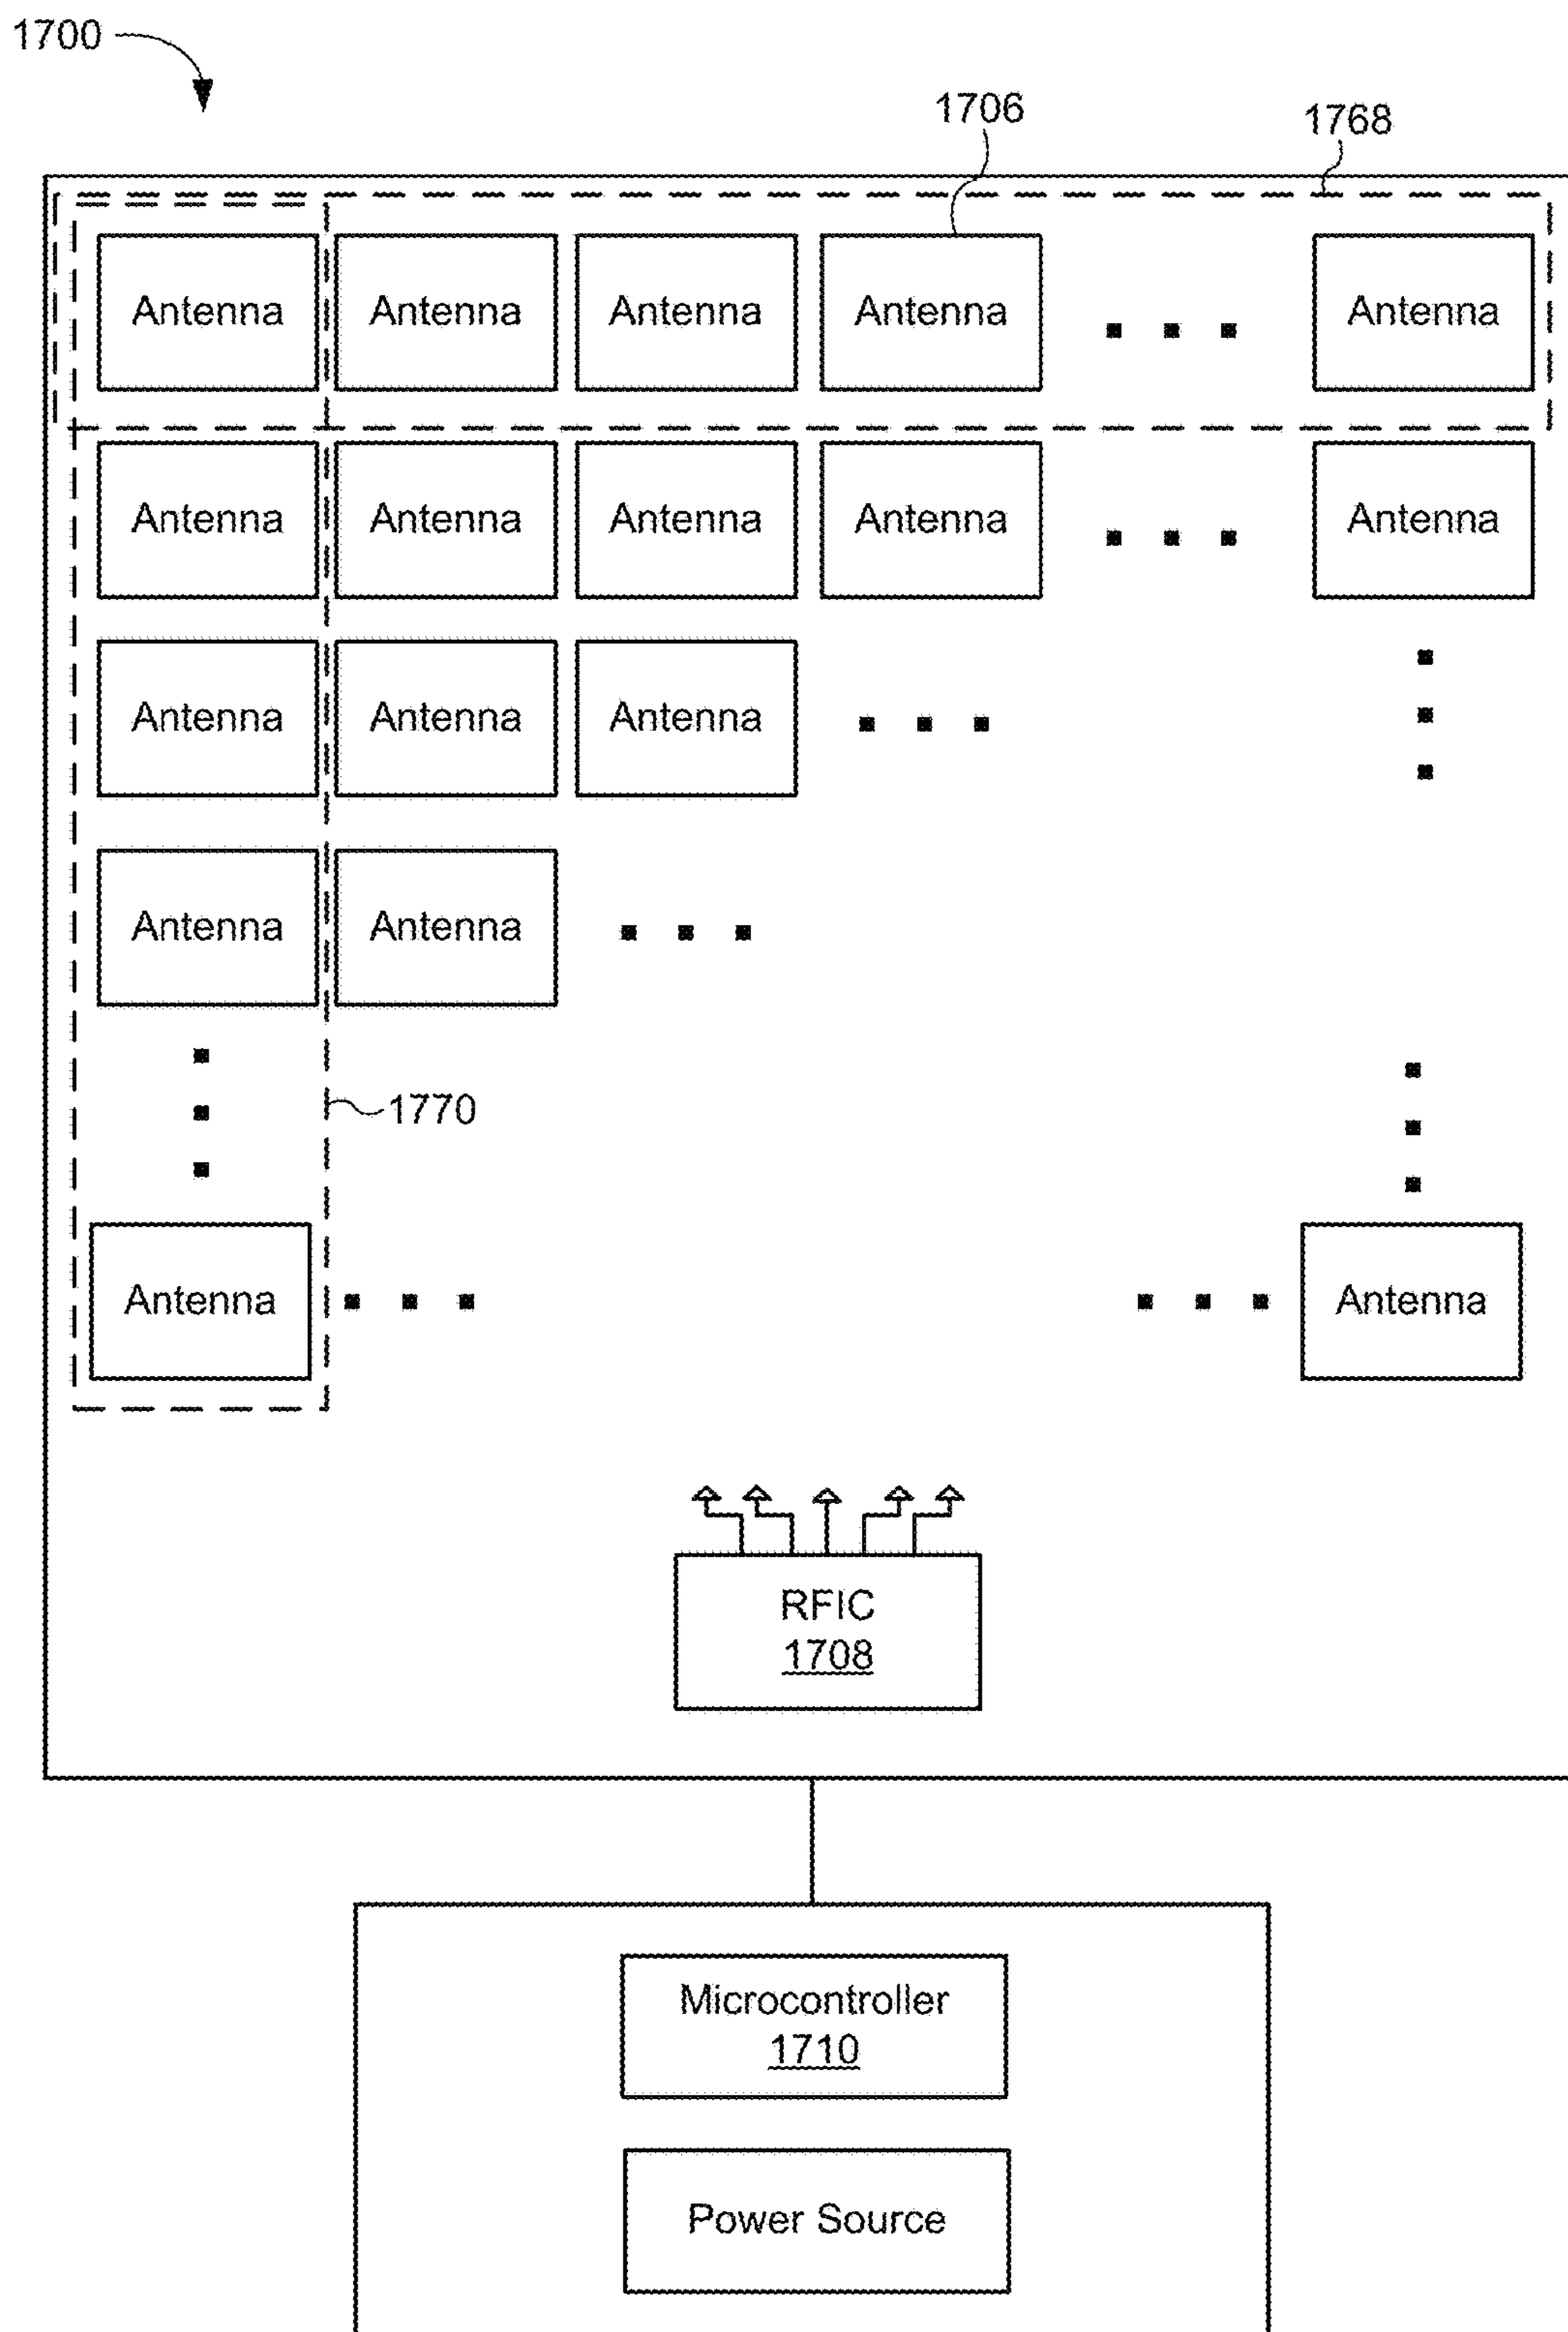 1700
1706
1768
Antenna Antenna Antenna Antenna Antenna
Antenna Antenna Antenna Antenna Antenna
Antenna Antenna Antenna
Antenna Antenna
1770
Antenna Antenna
RFIC
1708
Microcontroller
1710
Power Source